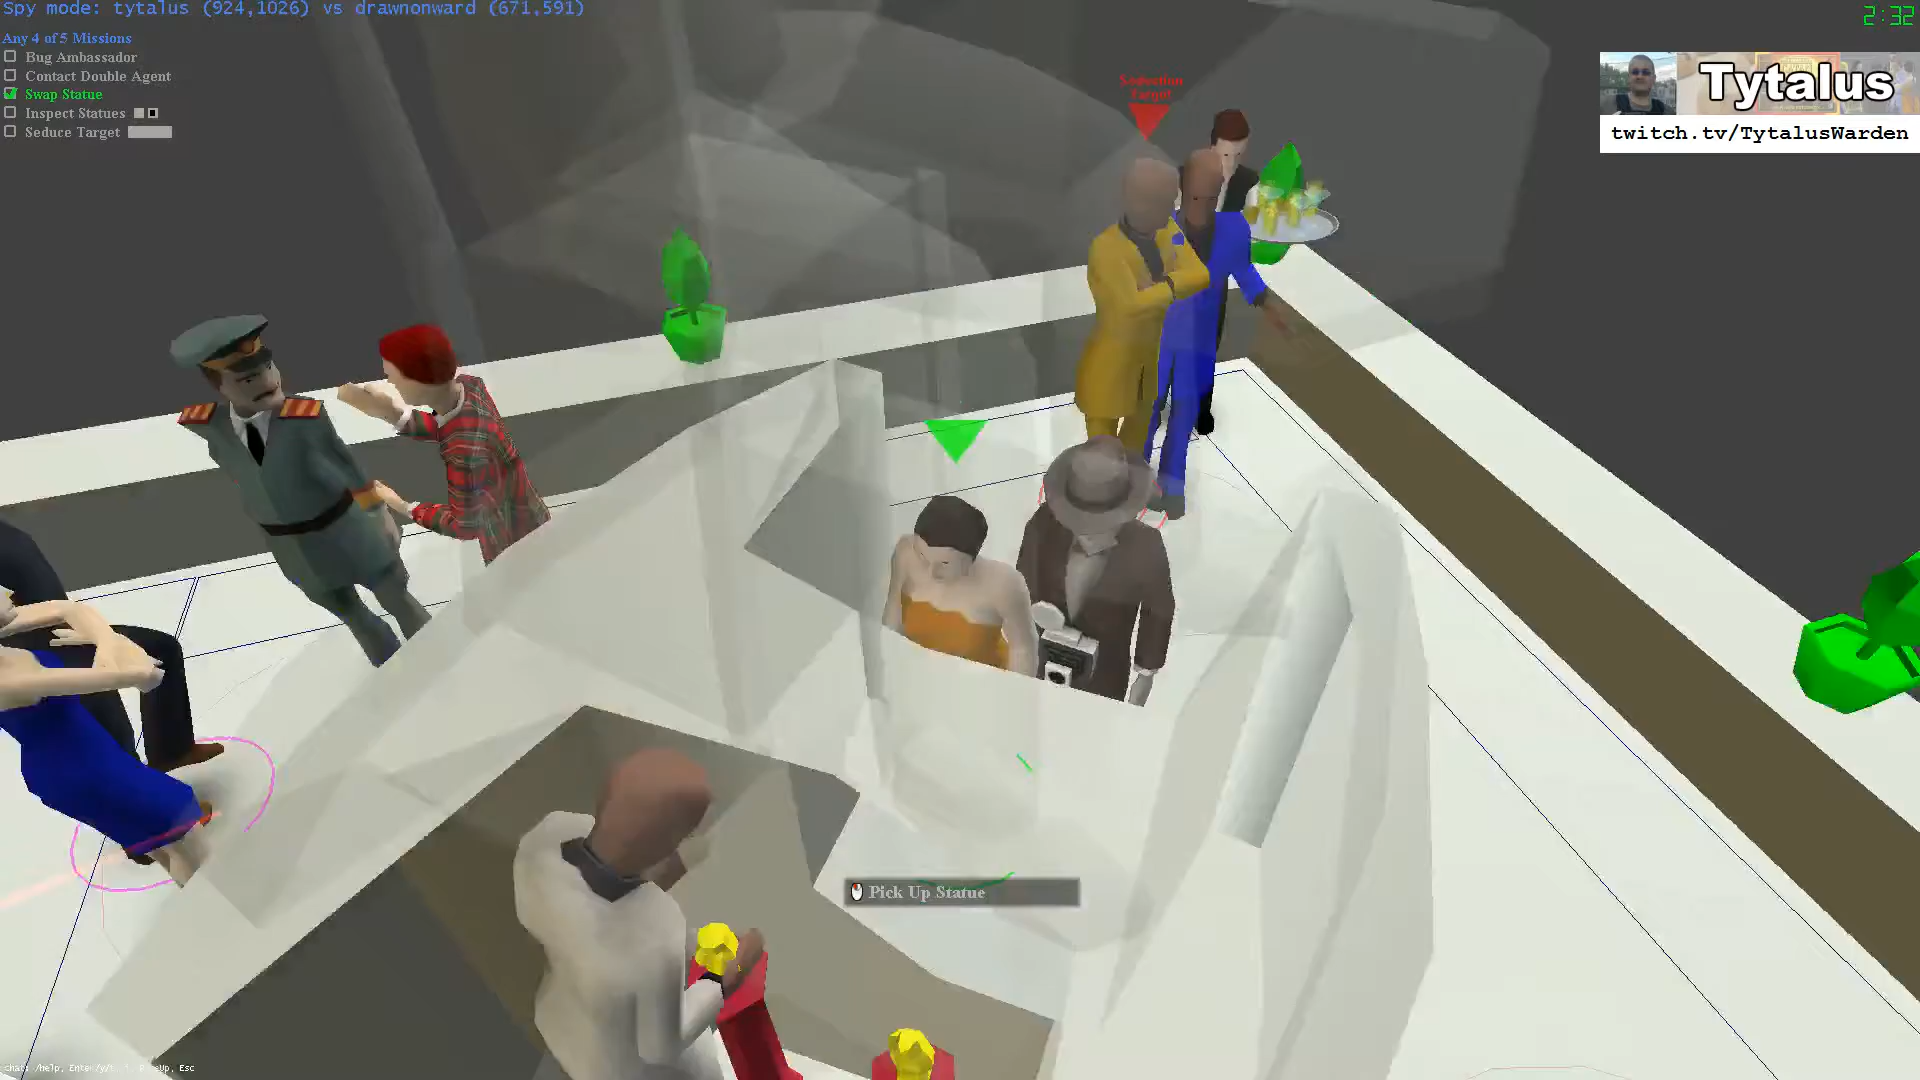 Spy mode: tytalus (924,1026) vs drawnonward (671,591)
2:32
Any 4 of 5 Missions
Bug Ambassador
Contact Double Agent
Swap Statue
Inspect Statues
Seduce Target
Seduction
Target
Tytalus
twitch.tv/TytalusWarden
Pick Up Statue